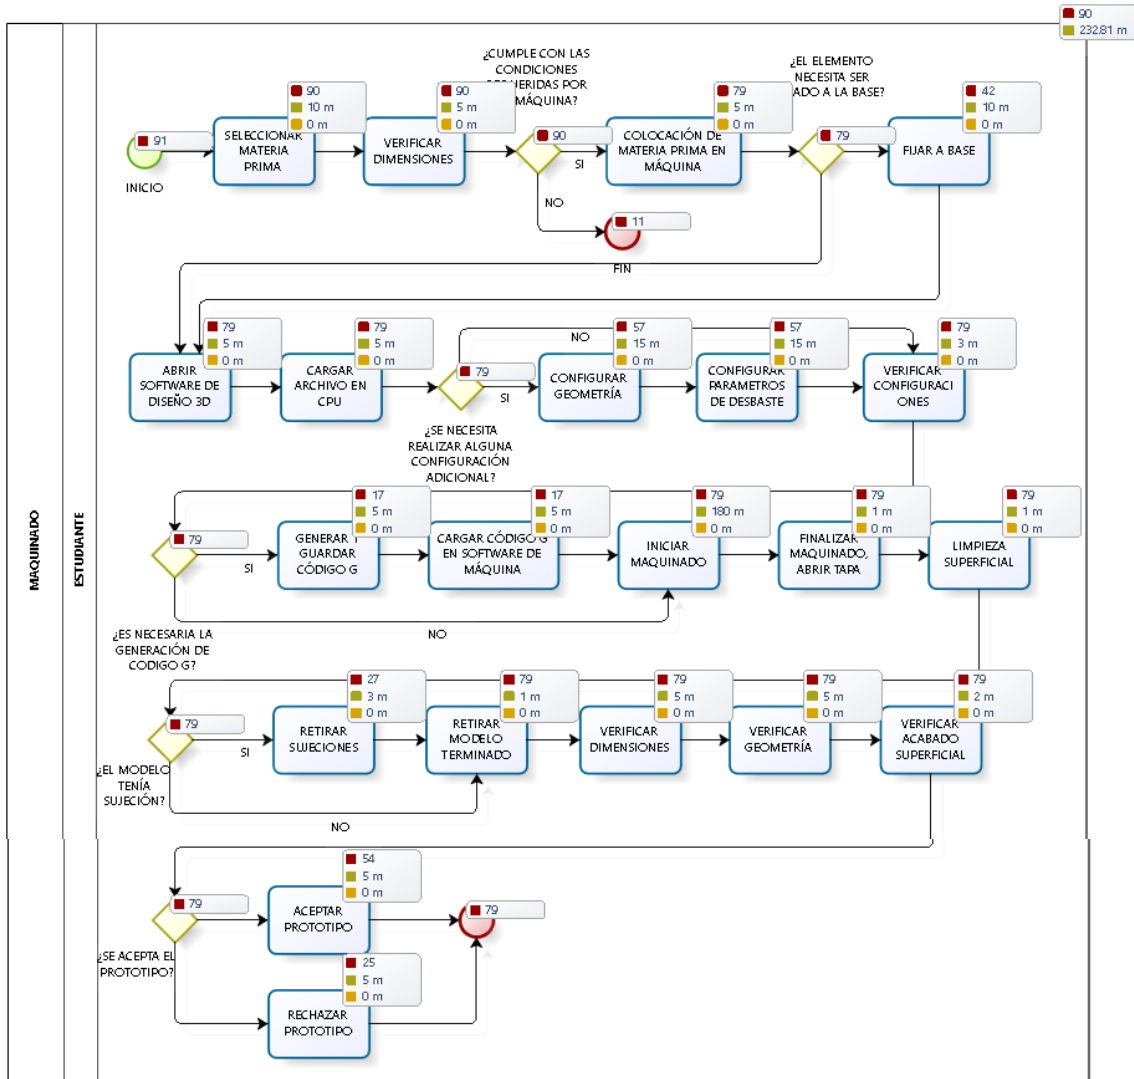 90
232.81 m
MAQUINADO
ESTUDIANTE
¿CUMPLE CON LAS
CONDICIONES
POR
MÁQUINA?
¿EL ELEMENTO
NECESITA SER
A LA BASE?
91
INICIO
90
10 m
0 m
SELECCIONAR
MATERIA
PRIMA
90
5 m
0 m
VERIFICAR
DIMENSIONES
90
SI
NO
11
FIN
79
5 m
0 m
COLOCACIÓN DE
MATERIA PRIMA EN
MÁQUINA
79
42
10 m
0 m
FIJAR A BASE
79
5 m
0 m
ABRIR
SOFTWARE DE
DISEÑO 3D
79
5 m
0 m
CARGAR
ARCHIVO EN
CPU
79
NO
SI
¿SE NECESITA
REALIZAR ALGUNA
CONFIGURACIÓN
ADICIONAL?
57
15 m
0 m
CONFIGURAR
GEOMETRÍA
57
15 m
0 m
CONFIGURAR
PARAMETROS
DE DESBASTE
79
3 m
0 m
VERIFICAR
CONFIGURACI
ONES
79
SI
NO
¿ES NECESARIA LA
GENERACIÓN DE
CODIGO G?
17
5 m
0 m
GENERAR Y
GUARDAR
CÓDIGO G
17
5 m
0 m
CARGAR CÓDIGO G
EN SOFTWARE DE
MÁQUINA
79
180 m
0 m
INICIAR
MAQUINADO
79
1 m
0 m
FINALIZAR
MAQUINADO,
ABRIR TAPA
79
1 m
0 m
LIMPIEZA
SUPERFICIAL
79
SI
NO
¿EL MODELO
TENÍA
SUJECIÓN?
27
3 m
0 m
RETIRAR
SUJECIONES
79
1 m
0 m
RETIRAR
MODELO
TERMINADO
79
5 m
0 m
VERIFICAR
DIMENSIONES
79
5 m
0 m
VERIFICAR
GEOMETRÍA
79
2 m
0 m
VERIFICAR
ACABADO
SUPERFICIAL
79
¿SE ACEPTA EL
PROTOTIPO?
54
5 m
0 m
ACEPTAR
PROTOTIPO
79
25
5 m
0 m
RECHAZAR
PROTOTIPO